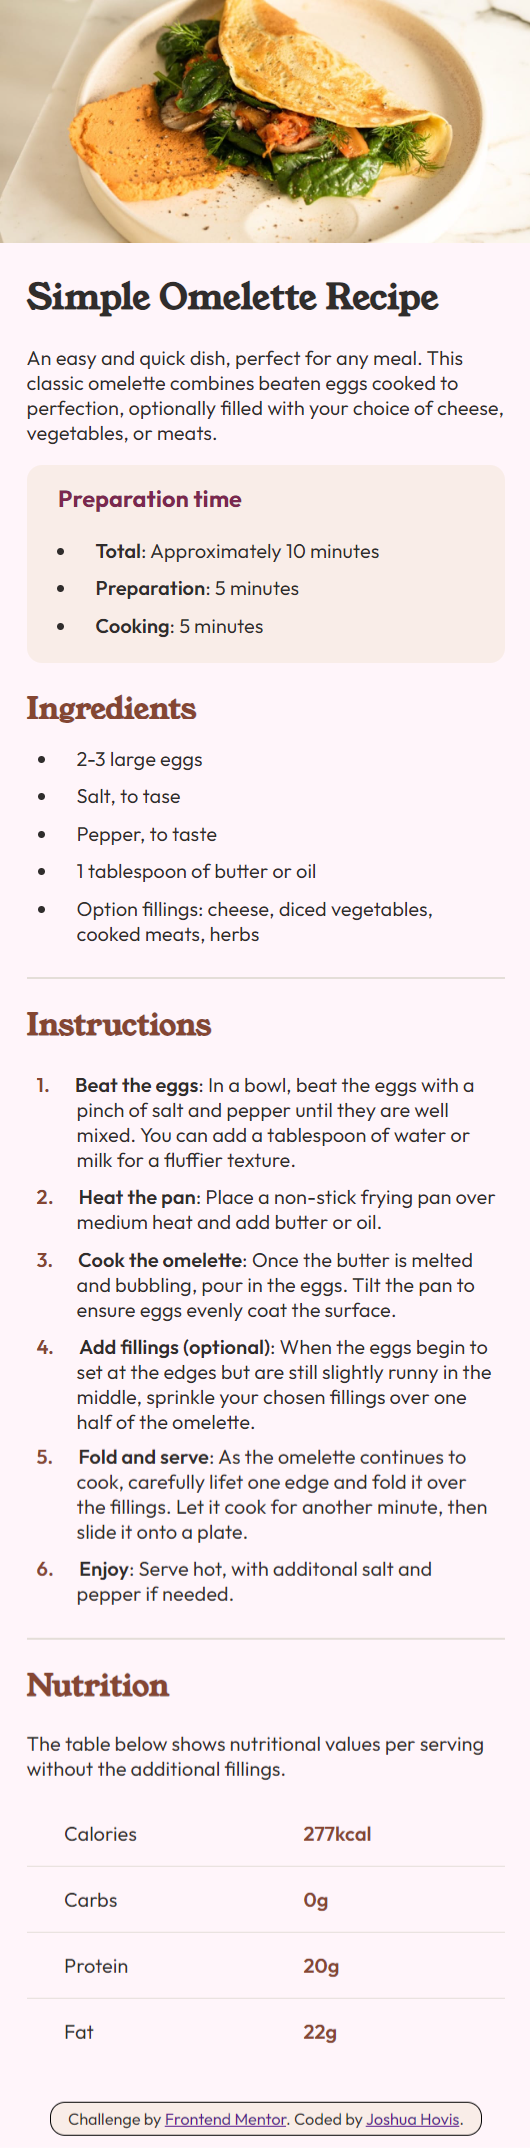 Simple Omelette Recipe
An easy and quick dish, perfect for any meal. This
classic omelette combines beaten eggs cooked to
perfection, optionally filled with your choice of cheese,
vegetables, or meats.
Preparation time
• Total: Approximately 10 minutes
• Preparation: 5 minutes
• Cooking: 5 minutes
Ingredients
• 2-3 large eggs
• Salt, to tase
• Pepper, to taste
• 1 tablespoon of butter or oil
• Option fillings: cheese, diced vegetables,
cooked meats, herbs
Instructions
1. Beat the eggs: In a bowl, beat the eggs with a
pinch of salt and pepper until they are well
mixed. You can add a tablespoon of water or
milk for a fluffier texture.
2. Heat the pan: Place a non-stick frying pan over
medium heat and add butter or oil.
3. Cook the omelette: Once the butter is melted
and bubbling, pour in the eggs. Tilt the pan to
ensure eggs evenly coat the surface.
4. Add fillings (optional): When the eggs begin to
set at the edges but are still slightly runny in the
middle, sprinkle your chosen fillings over one
half of the omelette.
5. Fold and serve: As the omelette continues to
cook, carefully lifet one edge and fold it over
the fillings. Let it cook for another minute, then
slide it onto a plate.
6. Enjoy: Serve hot, with additonal salt and
pepper if needed.
Nutrition
The table below shows nutritional values per serving
without the additional fillings.
Calories 277kcal
Carbs 0g
Protein 20g
Fat 22g
Challenge by Frontend Mentor. Coded by Joshua Hovis.